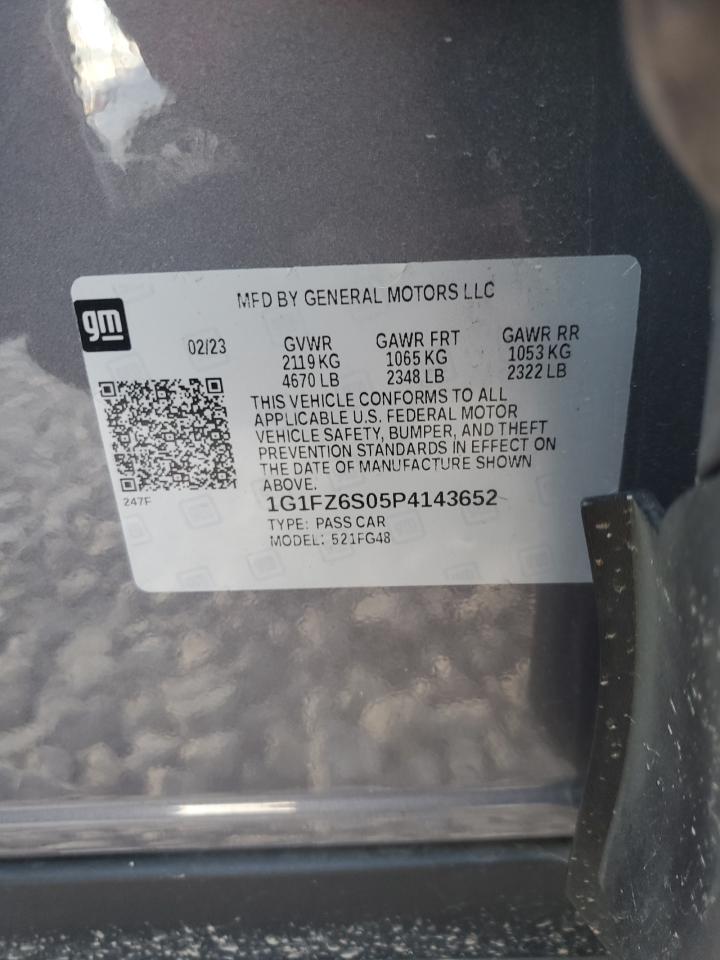 MFD BY GENERAL MOTORS LLC
gm
02/23
GVWR GAWR FRT GAWR RR
2119 KG 1065 KG 1053 KG
4670 LB 2348 LB 2322 LB
THIS VEHICLE CONFORMS TO ALL
APPLICABLE U.S. FEDERAL MOTOR
VEHICLE SAFETY, BUMPER, AND THEFT
PREVENTION STANDARDS IN EFFECT ON
THE DATE OF MANUFACTURE SHOWN
ABOVE.
247F
1G1FZ6S05P4143652
TYPE: PASS CAR
MODEL: 521FG48